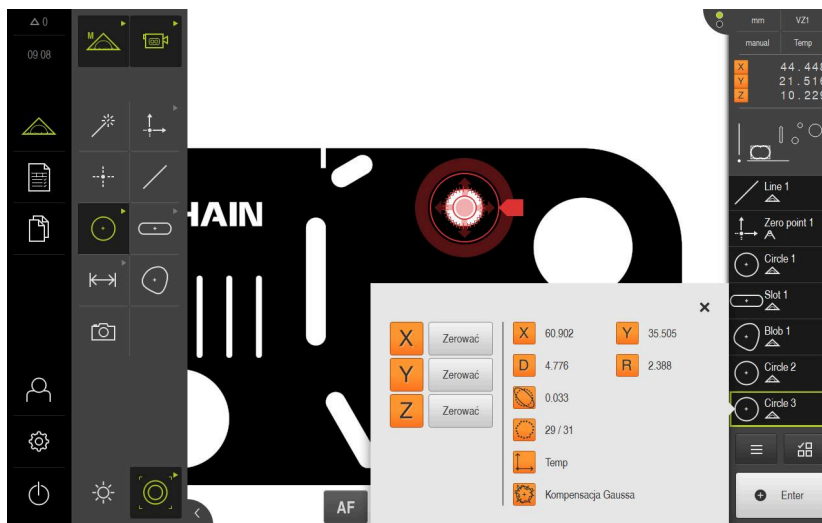 0
09 08
M
HAIN
AF
mm VZ1
manual Temp
X 44.448
Y 21.516
Z 10.229
Line 1
Zero point 1
Circle 1
Slot 1
Blob 1
Circle 2
Circle 3
Enter
X Zerować
Y Zerować
Z Zerować
X 60.902 Y 35.505
D 4.776 R 2.388
0.033
29 / 31
Temp
Kompensacja Gaussa